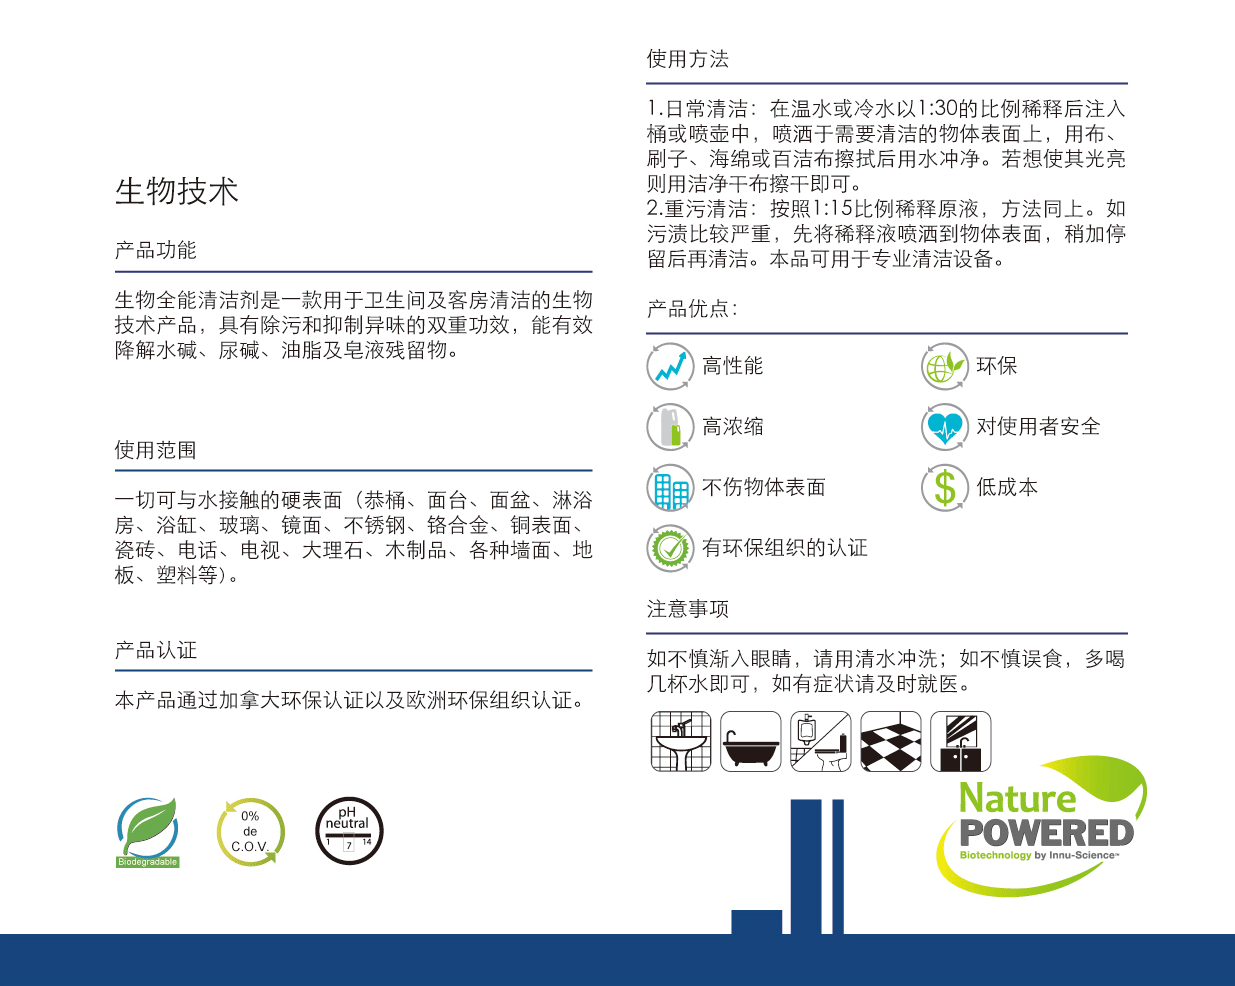 生物技术
产品功能
生物全能清洁剂是一款用于卫生间及客房清洁的生物
技术产品，具有除污和抑制异味的双重功效，能有效
降解水碱、尿碱、油脂及皂液残留物。
使用范围
一切可与水接触的硬表面（恭桶、面台、面盆、淋浴
房、浴缸、玻璃、镜面、不锈钢、铬合金、铜表面、
瓷砖、电话、电视、大理石、木制品、各种墙面、地
板、塑料等）。
产品认证
本产品通过加拿大环保认证以及欧洲环保组织认证。
Biodegradable
0%
de
C.O.V.
pH
neutral
1 7 14
使用方法
1.日常清洁：在温水或冷水以1:30的比例稀释后注入
桶或喷壶中，喷洒于需要清洁的物体表面上，用布、
刷子、海绵或百洁布擦拭后用水冲净。若想使其光亮
则用洁净干布擦干即可。
2.重污清洁：按照1:15比例稀释原液，方法同上。如
污渍比较严重，先将稀释液喷洒到物体表面，稍加停
留后再清洁。本品可用于专业清洁设备。
产品优点：
高性能
环保
高浓缩
对使用者安全
不伤物体表面
$ 低成本
有环保组织的认证
注意事项
如不慎渐入眼睛，请用清水冲洗；如不慎误食，多喝
几杯水即可，如有症状请及时就医。
Nature
POWERED
Biotechnology by Innu-Science™